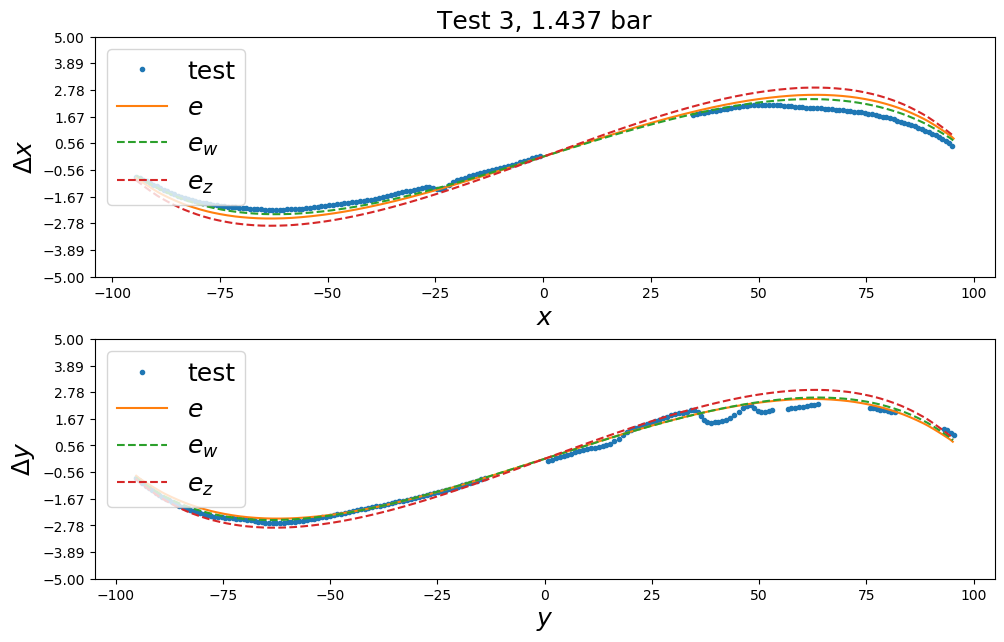 Test 3, 1.437 bar
5.00
3.89
2.78
1.67
0.56
−0.56
−1.67
−2.78
−3.89
−5.00
Δx
test
e
e_w
e_z
−100 −75 −50 −25 0 25 50 75 100
x
5.00
3.89
2.78
1.67
0.56
−0.56
−1.67
−2.78
−3.89
−5.00
Δy
test
e
e_w
e_z
−100 −75 −50 −25 0 25 50 75 100
y